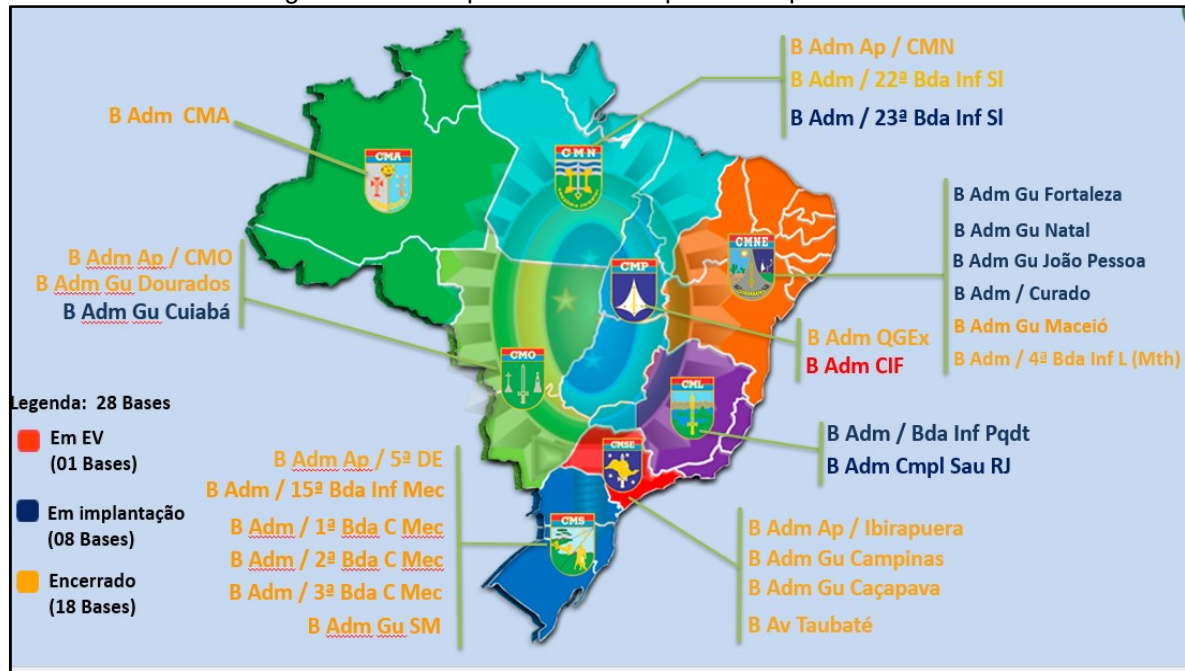 B Adm Ap / CMN
B Adm / 22ª Bda Inf Sl
B Adm / 23ª Bda Inf Sl
B Adm CMA
CMA
C M N
B Adm Gu Fortaleza
B Adm Gu Natal
B Adm Gu João Pessoa
B Adm / Curado
B Adm Gu Maceió
B Adm / 4ª Bda Inf L (Mth)
CMNE
CMP
B Adm Ap / CMO
B Adm Gu Dourados
B Adm Gu Cuiabá
B Adm QGEx
B Adm CIF
CMO
CML
Legenda: 28 Bases
Em EV
(01 Bases)
Em implantação
(08 Bases)
Encerrado
(18 Bases)
B Adm / Bda Inf Pqdt
B Adm Cmpl Sau RJ
CMSE
B Adm Ap / 5ª DE
B Adm / 15ª Bda Inf Mec
B Adm / 1ª Bda C Mec
B Adm / 2ª Bda C Mec
B Adm / 3ª Bda C Mec
B Adm Gu SM
CMS
B Adm Ap / Ibirapuera
B Adm Gu Campinas
B Adm Gu Caçapava
B Av Taubaté